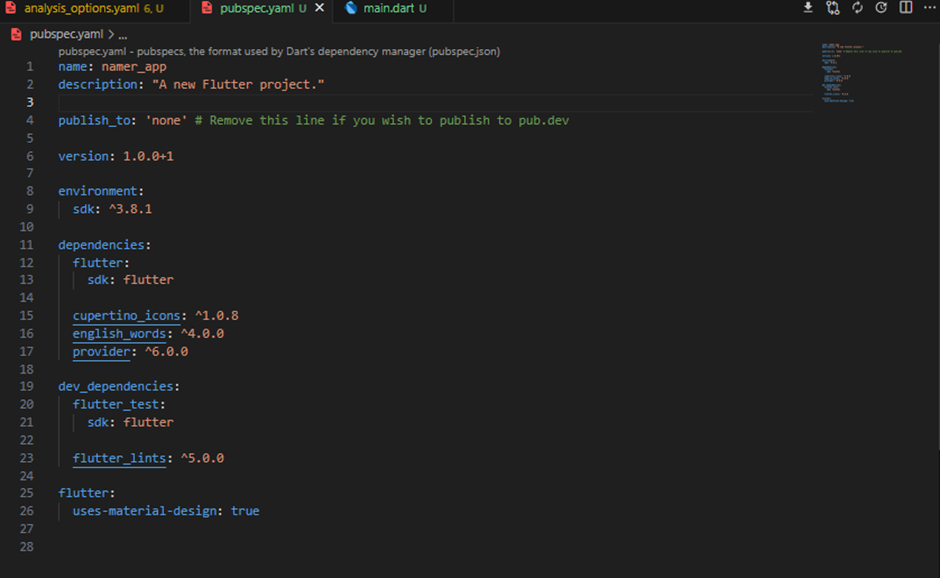 analysis_options.yaml 6, U
pubspec.yaml U
main.dart U
pubspec.yaml > ...
pubspec.yaml - pubspecs, the format used by Dart's dependency manager (pubspec.json)
1 name: namer_app
2 description: "A new Flutter project."
3
4 publish_to: 'none' # Remove this line if you wish to publish to pub.dev
5
6 version: 1.0.0+1
7
8 environment:
9 sdk: ^3.8.1
10
11 dependencies:
12 flutter:
13 sdk: flutter
14
15 cupertino_icons: ^1.0.8
16 english_words: ^4.0.0
17 provider: ^6.0.0
18
19 dev_dependencies:
20 flutter_test:
21 sdk: flutter
22
23 flutter_lints: ^5.0.0
24
25 flutter:
26 uses-material-design: true
27
28